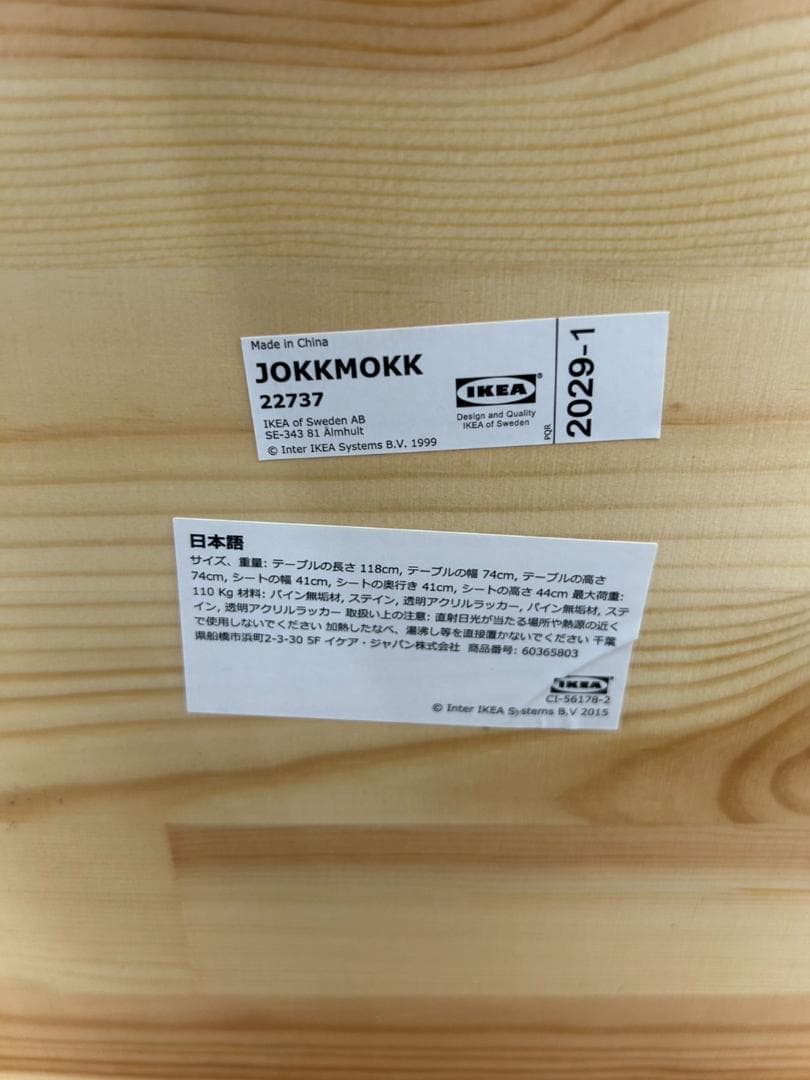 Made in China
JOKKMOKK
22737
IKEA of Sweden AB
SE-343 81 Älmhult
© Inter IKEA Systems B.V. 1999
IKEA®
Design and Quality
IKEA of Sweden
PQR
2029-1
日本語
サイズ、重量: テーブルの長さ 118cm, テーブルの幅 74cm, テーブルの高さ
74cm, シートの幅 41cm, シートの奥行き 41cm, シートの高さ 44cm 最大荷重:
110 Kg 材料: パイン無垢材, ステイン, 透明アクリルラッカー, パイン無垢材, ステ
イン, 透明アクリルラッカー 取扱い上の注意: 直射日光が当たる場所や熱源の近く
で使用しないでください 加熱したなべ、湯沸し等を直接置かないでください 千葉
県船橋市浜町2-3-30 5F イケア・ジャパン株式会社 商品番号: 60365803
IKEA®
CI-56178-2
© Inter IKEA Systems B.V 2015